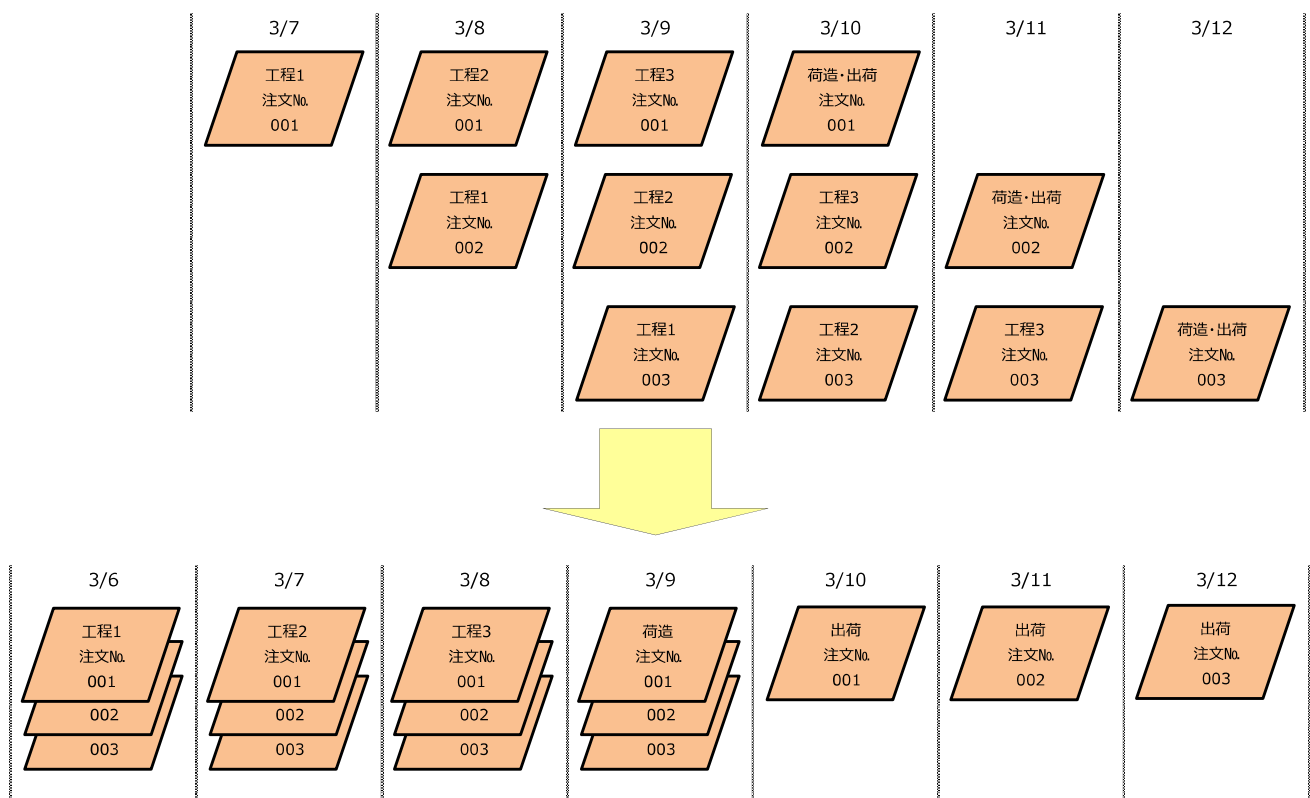 3/7
3/8
3/9
3/10
3/11
3/12
工程1
注文№
001
工程2
注文№
001
工程3
注文№
001
荷造・出荷
注文№
001
工程1
注文№
002
工程2
注文№
002
工程3
注文№
002
荷造・出荷
注文№
002
工程1
注文№
003
工程2
注文№
003
工程3
注文№
003
荷造・出荷
注文№
003
3/6
3/7
3/8
3/9
3/10
3/11
3/12
工程1
注文№
001
002
003
工程2
注文№
001
002
003
工程3
注文№
001
002
003
荷造
注文№
001
002
003
出荷
注文№
001
出荷
注文№
002
出荷
注文№
003